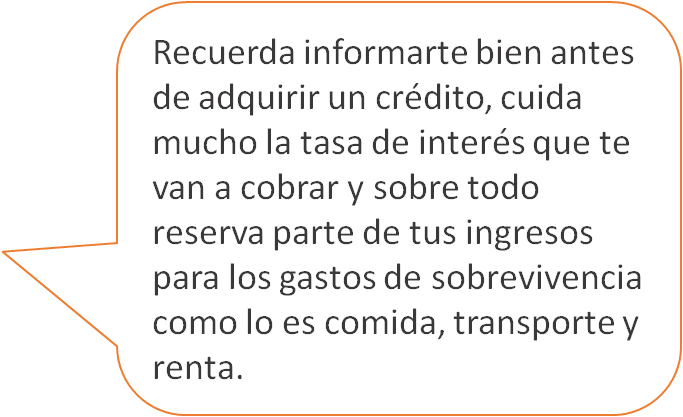 Recuerda informarte bien antes
de adquirir un crédito, cuida
mucho la tasa de interés que te
van a cobrar y sobre todo
reserva parte de tus ingresos
para los gastos de sobrevivencia
como lo es comida, transporte y
renta.